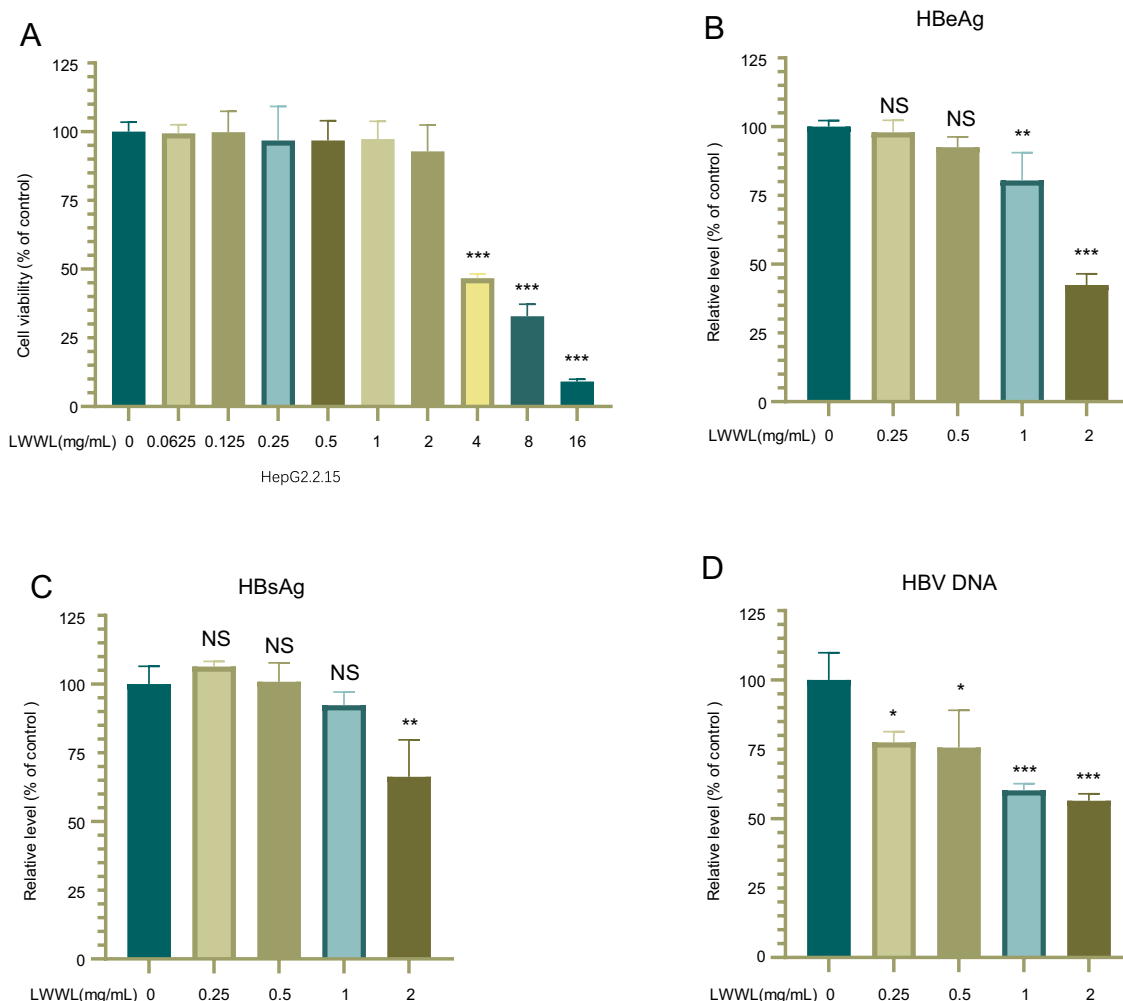 A
125
100
75
50
25
0
Cell viability (% of control)
***
***
***
LWWL(mg/mL) 0 0.0625 0.125 0.25 0.5 1 2 4 8 16
HepG2.2.15
B
HBeAg
125
100
75
50
25
0
Relative level (% of control)
NS
NS
**
***
LWWL(mg/mL) 0 0.25 0.5 1 2
C
HBsAg
125
100
75
50
25
0
Relative level (% of control )
NS
NS
NS
**
LWWL(mg/mL) 0 0.25 0.5 1 2
D
HBV DNA
125
100
75
50
25
0
Relative level (% of control )
*
*
***
***
LWWL(mg/mL) 0 0.25 0.5 1 2